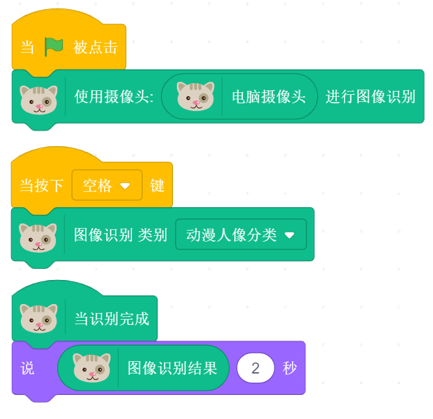 当 被点击
使用摄像头: 电脑摄像头 进行图像识别
当按下 空格 键
图像识别 类别 动漫人像分类
当识别完成
说 图像识别结果 2 秒